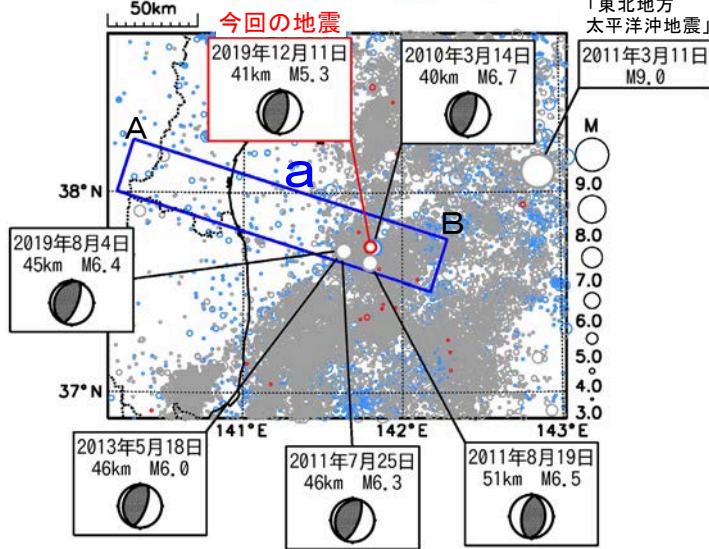 50km
「東北地方
太平洋沖地震」
今回の地震
2019年12月11日
41km M5.3
2010年3月14日
40km M6.7
2011年3月11日
M9.0
A
a
B
M
9.0
8.0
7.0
6.0
5.0
4.0
3.0
38°N
37°N
2019年8月4日
45km M6.4
141°E
142°E
143°E
2013年5月18日
46km M6.0
2011年7月25日
46km M6.3
2011年8月19日
51km M6.5